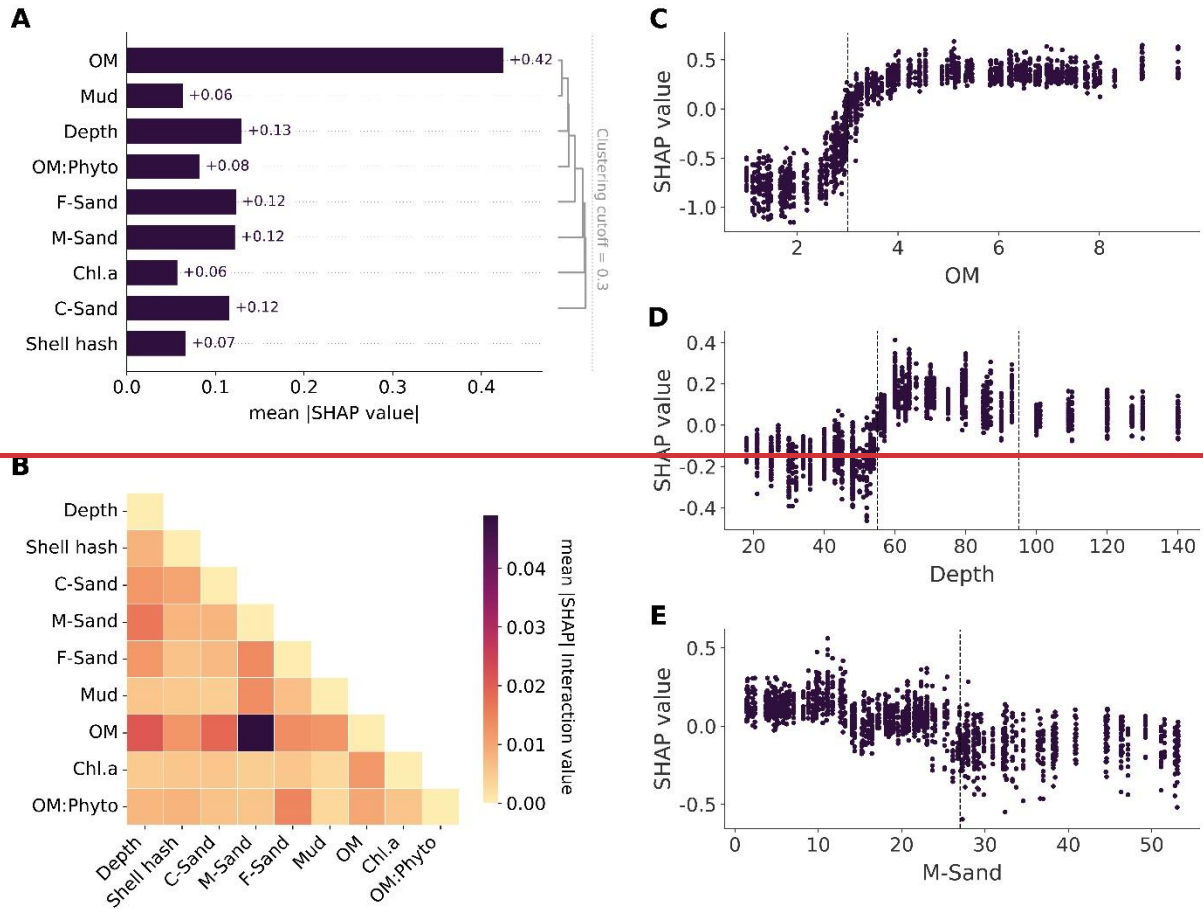 A
OM
+0.42
Mud
+0.06
Depth
+0.13
OM:Phyto
+0.08
F-Sand
+0.12
M-Sand
+0.12
Chl.a
+0.06
C-Sand
+0.12
Shell hash
+0.07
0.0 0.1 0.2 0.3 0.4
mean |SHAP value|
Clustering cutoff = 0.3
B
Depth
Shell hash
C-Sand
M-Sand
F-Sand
Mud
OM
Chl.a
OM:Phyto
Depth Shell hash C-Sand M-Sand F-Sand Mud OM Chl.a OM:Phyto
0.04
0.03
0.02
0.01
0.00
mean |SHAP| Interaction value
C
0.5
0.0
-0.5
-1.0
SHAP value
2 4 6 8
OM
D
0.4
0.2
0.0
-0.2
-0.4
SHAP value
20 40 60 80 100 120 140
Depth
E
0.5
0.0
-0.5
SHAP value
0 10 20 30 40 50
M-Sand